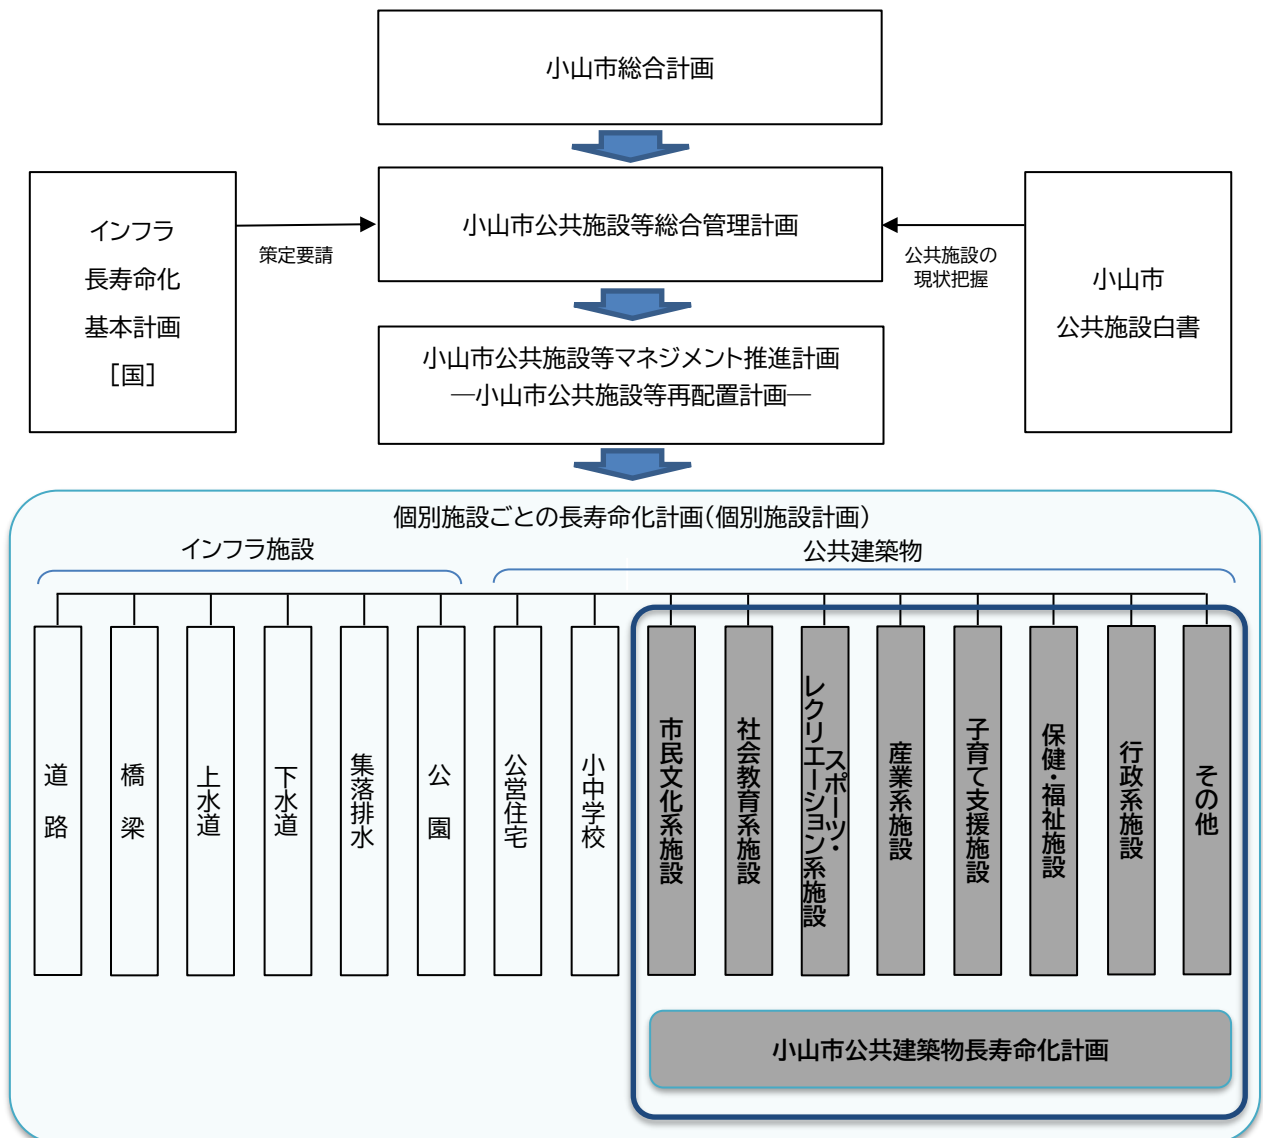 小山市総合計画
インフラ
長寿命化
基本計画
［国］
策定要請
小山市公共施設等総合管理計画
公共施設の
現状把握
小山市
公共施設白書
小山市公共施設等マネジメント推進計画
―小山市公共施設等再配置計画―
個別施設ごとの長寿命化計画（個別施設計画）
インフラ施設
公共建築物
道路
橋梁
上水道
下水道
集落排水
公園
公営住宅
小中学校
市民文化系施設
社会教育系施設
スポーツ・
レクリエーション系施設
産業系施設
子育て支援施設
保健・福祉施設
行政系施設
その他
小山市公共建築物長寿命化計画